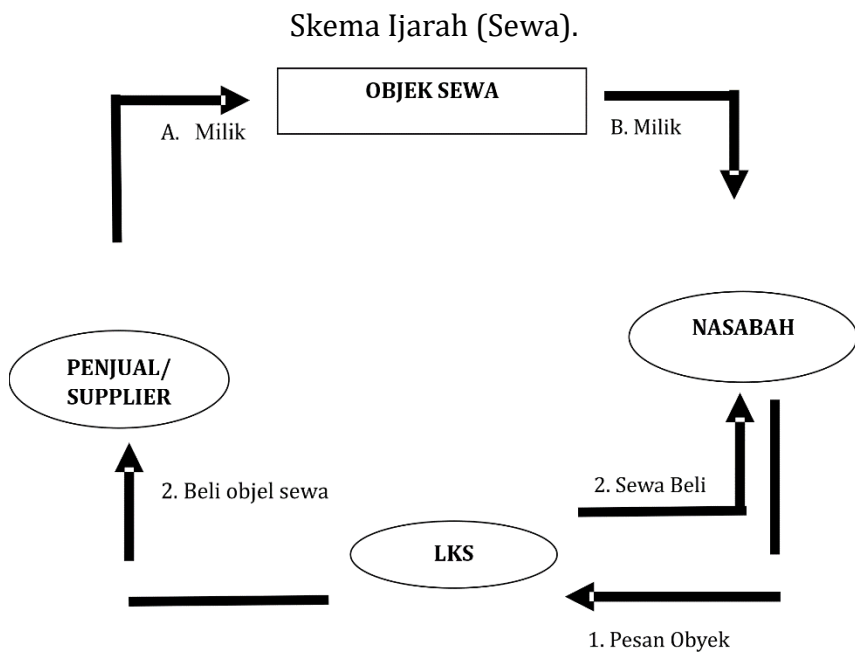 Skema Ijarah (Sewa).
OBJEK SEWA
A. Milik
B. Milik
NASABAH
PENJUAL/
SUPPLIER
2. Beli objel sewa
2. Sewa Beli
LKS
1. Pesan Obyek